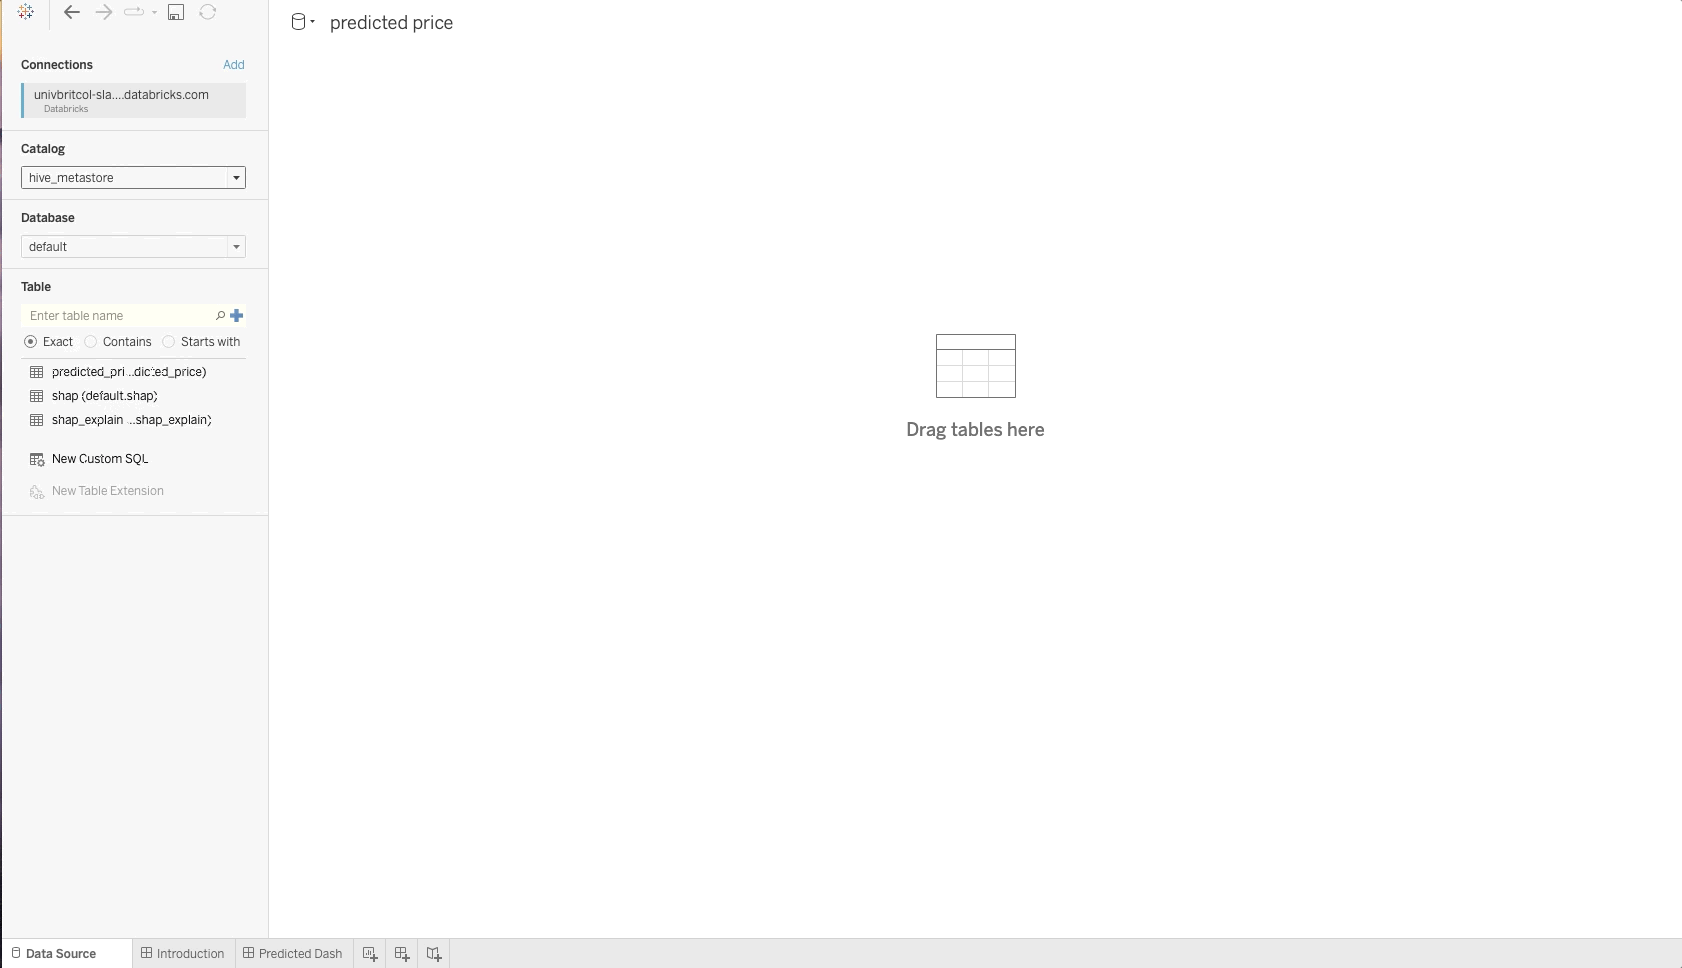 predicted price
Connections
Add
univbritcol-sla....databricks.com
Databricks
Catalog
hive_metastore
Database
default
Table
Enter table name
Exact Contains Starts with
predicted_pri...dicted_price)
shap (default.shap)
shap_explain ...shap_explain)
New Custom SQL
New Table Extension
Drag tables here
Data Source Introduction Predicted Dash